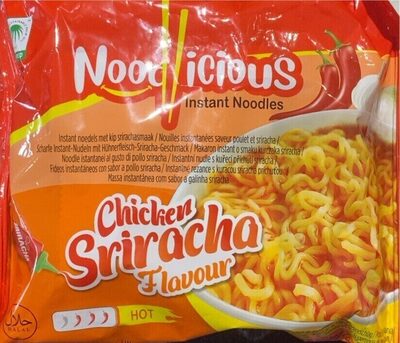 Noodlicious
Instant Noodles
Instant noedels met kip srirachasmaak / Nouilles instantanées saveur poulet et sriracha /
Scharfe Instant-Nudeln mit Hühnerfleisch-Sriracha-Geschmack / Makaron instant o smaku kurczaka sriracha /
Noodle istantanei al gusto di pollo sriracha / Instantní nudle s kuřecí příchutí sriracha /
Fideos instantáneos con sabor a pollo sriracha / Instantné rezance s kuracou sriracha príchuťou /
Massa instantânea com sabor a galinha sriracha
Chicken
Sriracha
Flavour
SRIRACHA
HOT
حلال
HALAL